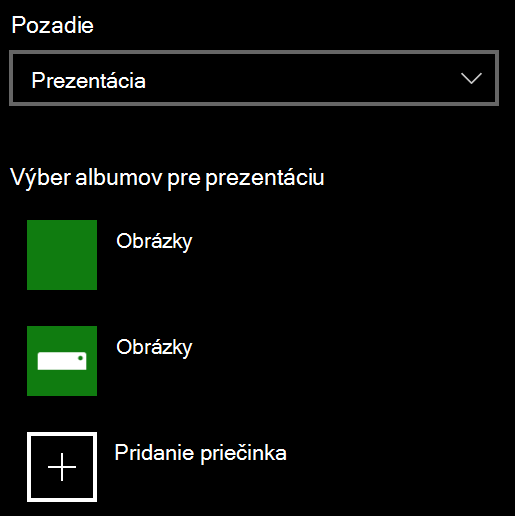 Pozadie
Prezentácia
Výber albumov pre prezentáciu
Obrázky
Obrázky
Pridanie priečinka